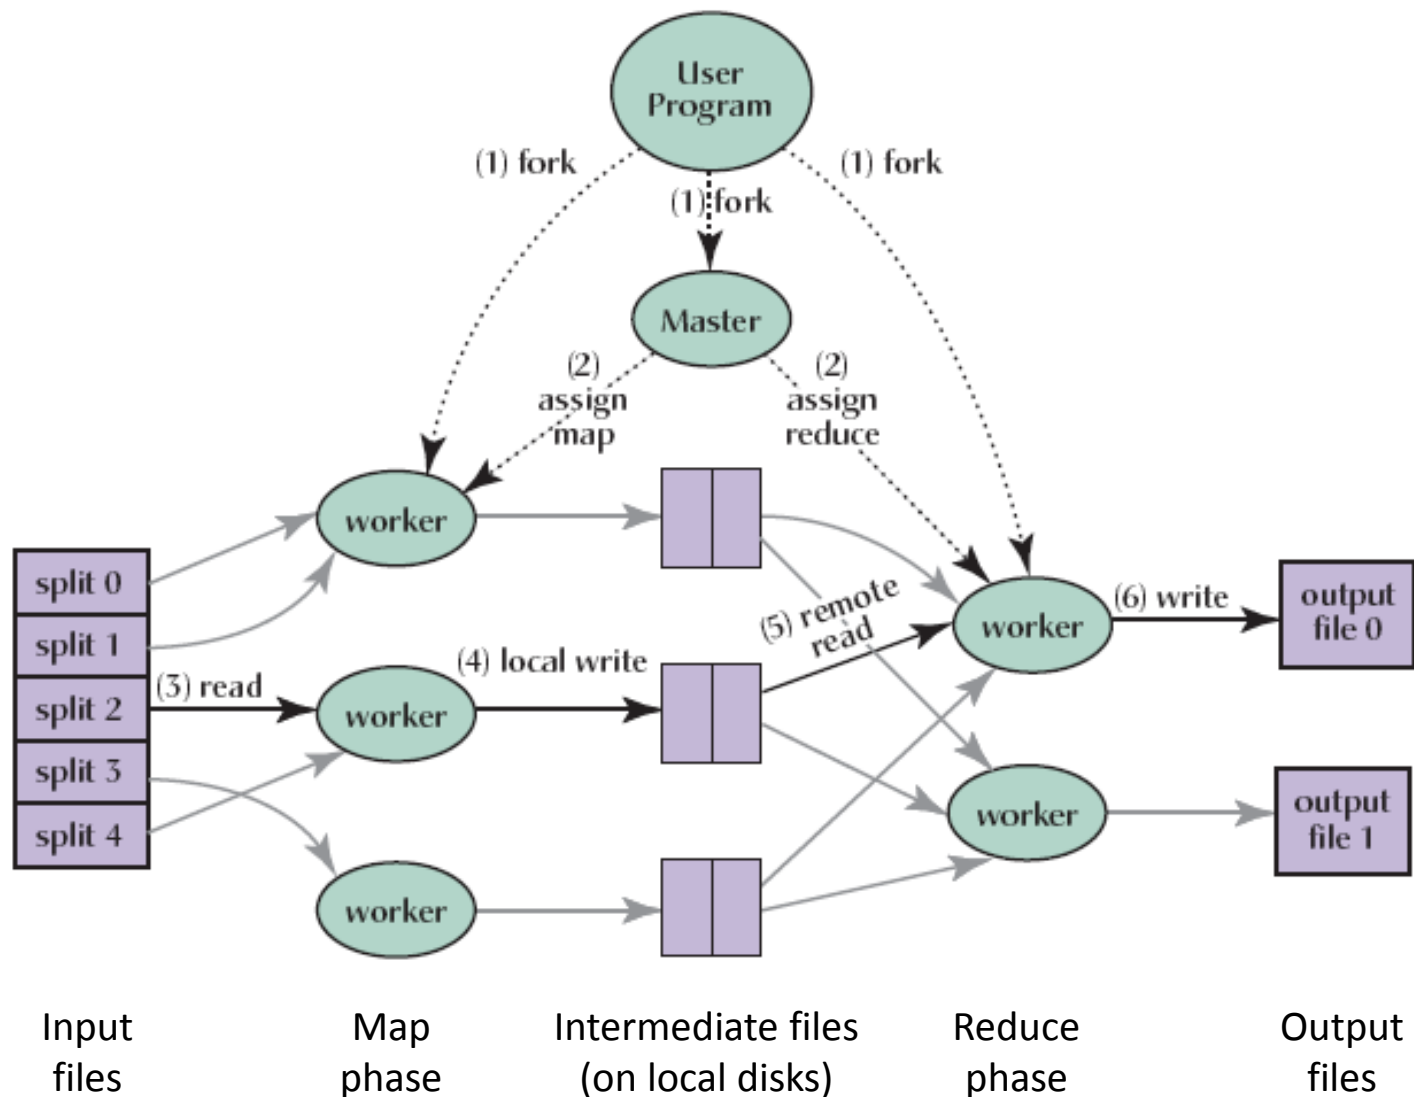 User
Program
(1) fork
(1) fork
(1) fork
Master
(2)
assign
map
(2)
assign
reduce
worker
split 0
split 1
split 2
split 3
split 4
(3) read
worker
(4) local write
worker
(5) remote
read
worker
(6) write
output
file 0
worker
output
file 1
Input
files
Map
phase
Intermediate files
(on local disks)
Reduce
phase
Output
files